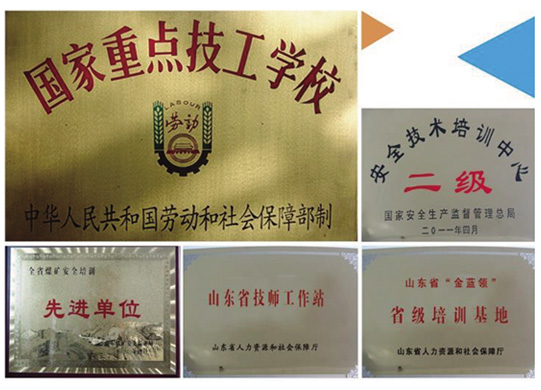 国家重点技工学校
LABOUR
劳动
中华人民共和国劳动和社会保障部制
安全技术培训中心
二级
国家安全生产监督管理总局
二〇一一年四月
全省煤矿安全培训
先进单位
山东省技师工作站
山东省人力资源和社会保障厅
山东省“金蓝领”
省级培训基地
山东省人力资源和社会保障厅